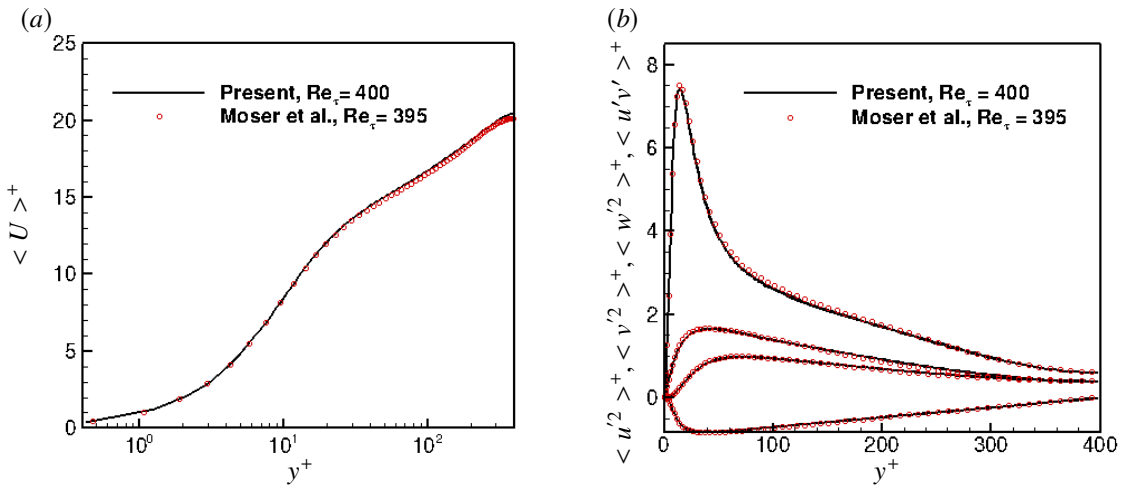 (a)
25
20
15
10
5
0
< U >⁺
Present, Reτ = 400
Moser et al., Reτ = 395
10⁰
10¹
10²
y⁺
(b)
8
6
4
2
0
< u′² >⁺, < v′² >⁺, < w′² >⁺, < u′v′ >⁺
Present, Reτ = 400
Moser et al., Reτ = 395
0
100
200
300
400
y⁺